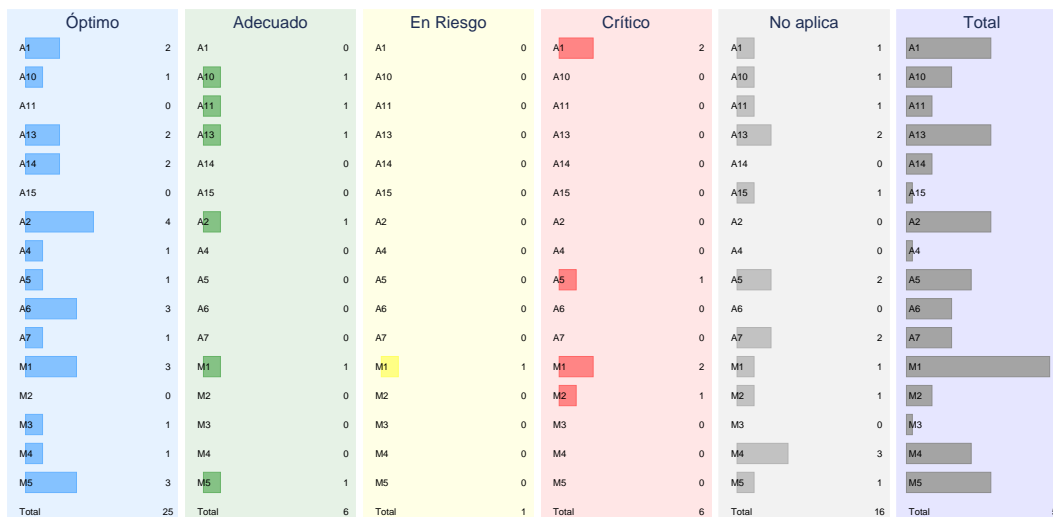 Óptimo Adecuado En Riesgo Crítico No aplica Total
A1 2 A1 0 A1 0 A1 2 A1 1 A1
A10 1 A10 1 A10 0 A10 0 A10 1 A10
A11 0 A11 1 A11 0 A11 0 A11 1 A11
A13 2 A13 1 A13 0 A13 0 A13 2 A13
A14 2 A14 0 A14 0 A14 0 A14 0 A14
A15 0 A15 0 A15 0 A15 0 A15 1 A15
A2 4 A2 1 A2 0 A2 0 A2 0 A2
A4 1 A4 0 A4 0 A4 0 A4 0 A4
A5 1 A5 0 A5 0 A5 1 A5 2 A5
A6 3 A6 0 A6 0 A6 0 A6 0 A6
A7 1 A7 0 A7 0 A7 0 A7 2 A7
M1 3 M1 1 M1 1 M1 2 M1 1 M1
M2 0 M2 0 M2 0 M2 1 M2 1 M2
M3 1 M3 0 M3 0 M3 0 M3 0 M3
M4 1 M4 0 M4 0 M4 0 M4 3 M4
M5 3 M5 1 M5 0 M5 0 M5 1 M5
Total 25 Total 6 Total 1 Total 6 Total 16 Total